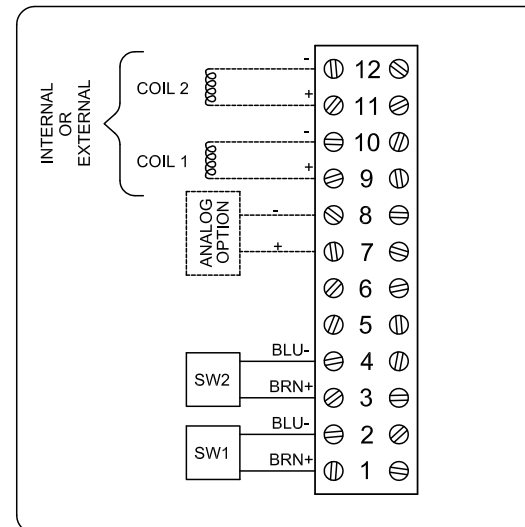 INTERNAL
OR
EXTERNAL
COIL 2
-
+
12
11
COIL 1
-
+
10
9
ANALOG
OPTION
-
+
8
7
6
5
SW2
BLU-
BRN+
4
3
SW1
BLU-
BRN+
2
1